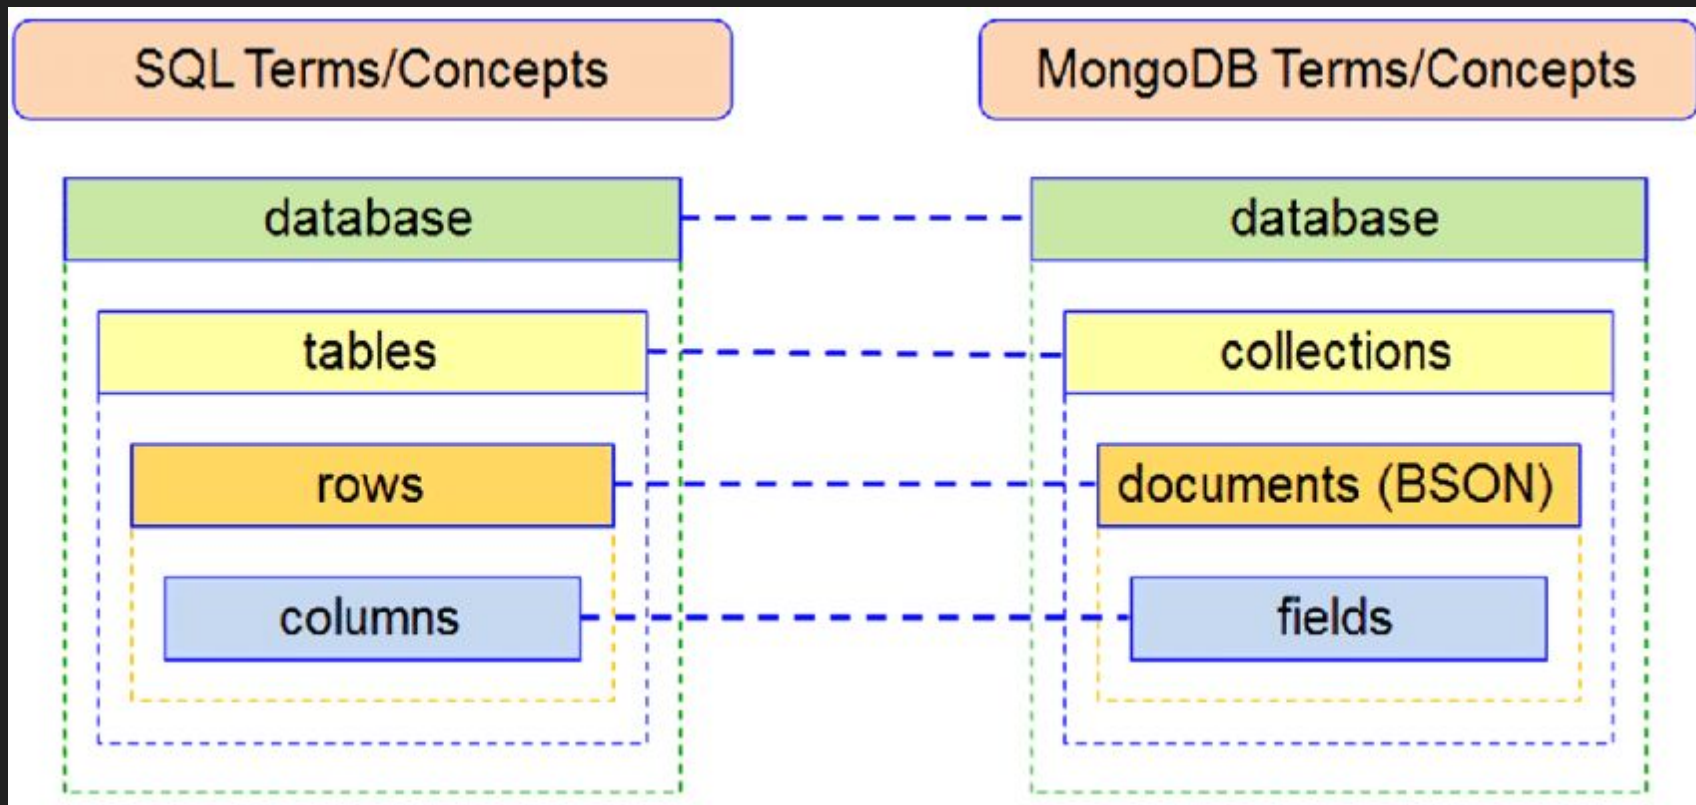 SQL Terms/Concepts
MongoDB Terms/Concepts
database
database
tables
collections
rows
documents (BSON)
columns
fields